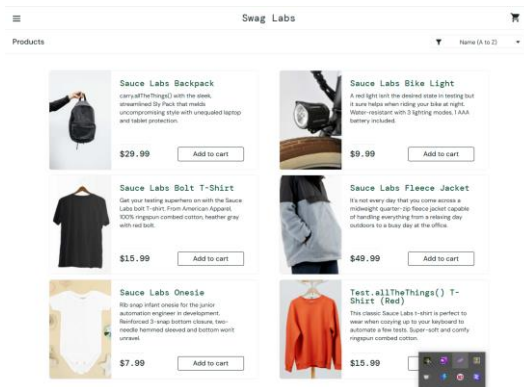 Swag Labs
Products
Name (A to Z)
Sauce Labs Backpack
carry.allTheThings() with the sleek,
streamlined Sly Pack that melds
uncompromising style with unequaled laptop
and tablet protection.
$29.99
Add to cart
Sauce Labs Bike Light
A red light isn't the desired state in testing but
it sure helps when riding your bike at night.
Water-resistant with 3 lighting modes, 1 AAA
battery included.
$9.99
Add to cart
Sauce Labs Bolt T-Shirt
Get your testing superhero on with the Sauce
Labs bolt T-shirt. From American Apparel,
100% ringspun combed cotton, heather gray
with red bolt.
$15.99
Add to cart
Sauce Labs Fleece Jacket
It's not every day that you come across a
midweight quarter-zip fleece jacket capable
of handling everything from a relaxing day
outdoors to a busy day at the office.
$49.99
Add to cart
Sauce Labs Onesie
Rib snap infant onesie for the junior
automation engineer in development.
Reinforced 3-snap bottom closure, two-
needle hemmed sleeved and bottom won't
unravel.
$7.99
Add to cart
Test.allTheThings() T-
Shirt (Red)
This classic Sauce Labs t-shirt is perfect to
wear when cozying up to your keyboard to
automate a few tests. Super-soft and comfy
ringspun combed cotton.
$15.99